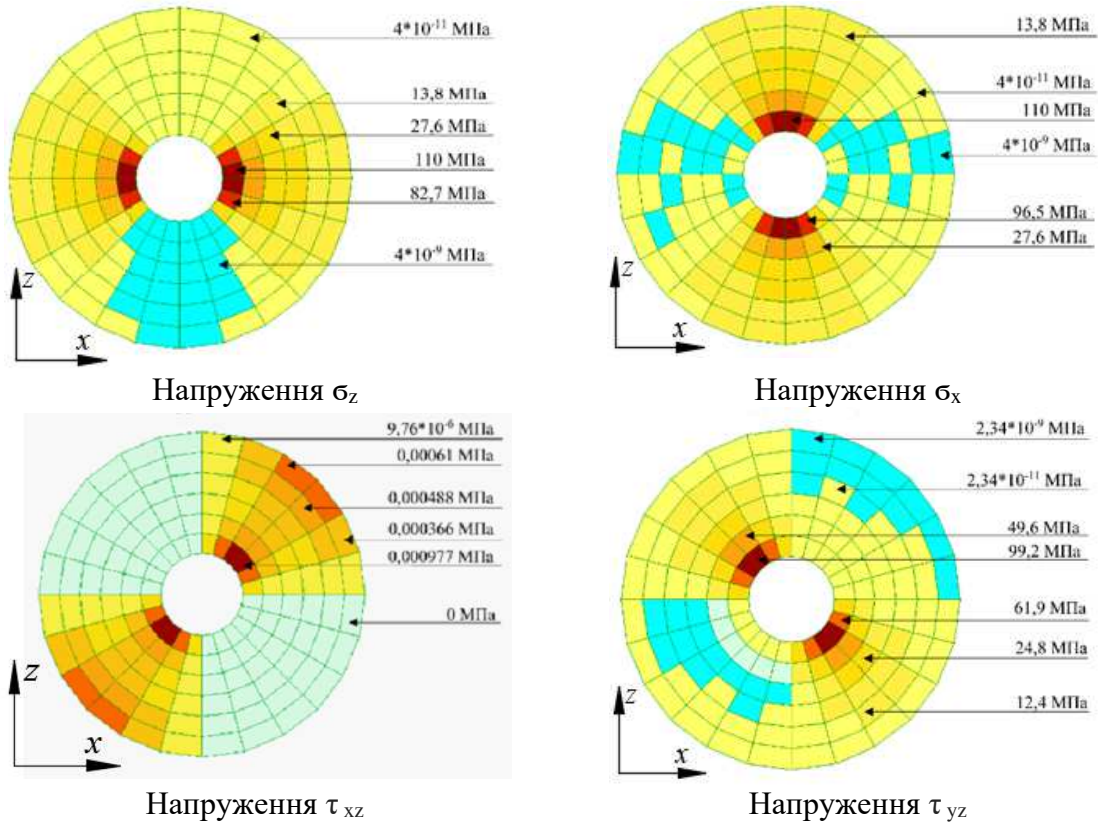 4*10⁻¹¹ МПа
13,8 МПа
27,6 МПа
110 МПа
82,7 МПа
4*10⁻⁹ МПа
z
x
Напруження σz
13,8 МПа
4*10⁻¹¹ МПа
110 МПа
4*10⁻⁹ МПа
96,5 МПа
27,6 МПа
z
x
Напруження σx
9,76*10⁻⁶ МПа
0,00061 МПа
0,000488 МПа
0,000366 МПа
0,000977 МПа
0 МПа
z
x
Напруження τ xz
2,34*10⁻⁹ МПа
2,34*10⁻¹¹ МПа
49,6 МПа
99,2 МПа
61,9 МПа
24,8 МПа
12,4 МПа
z
x
Напруження τ yz